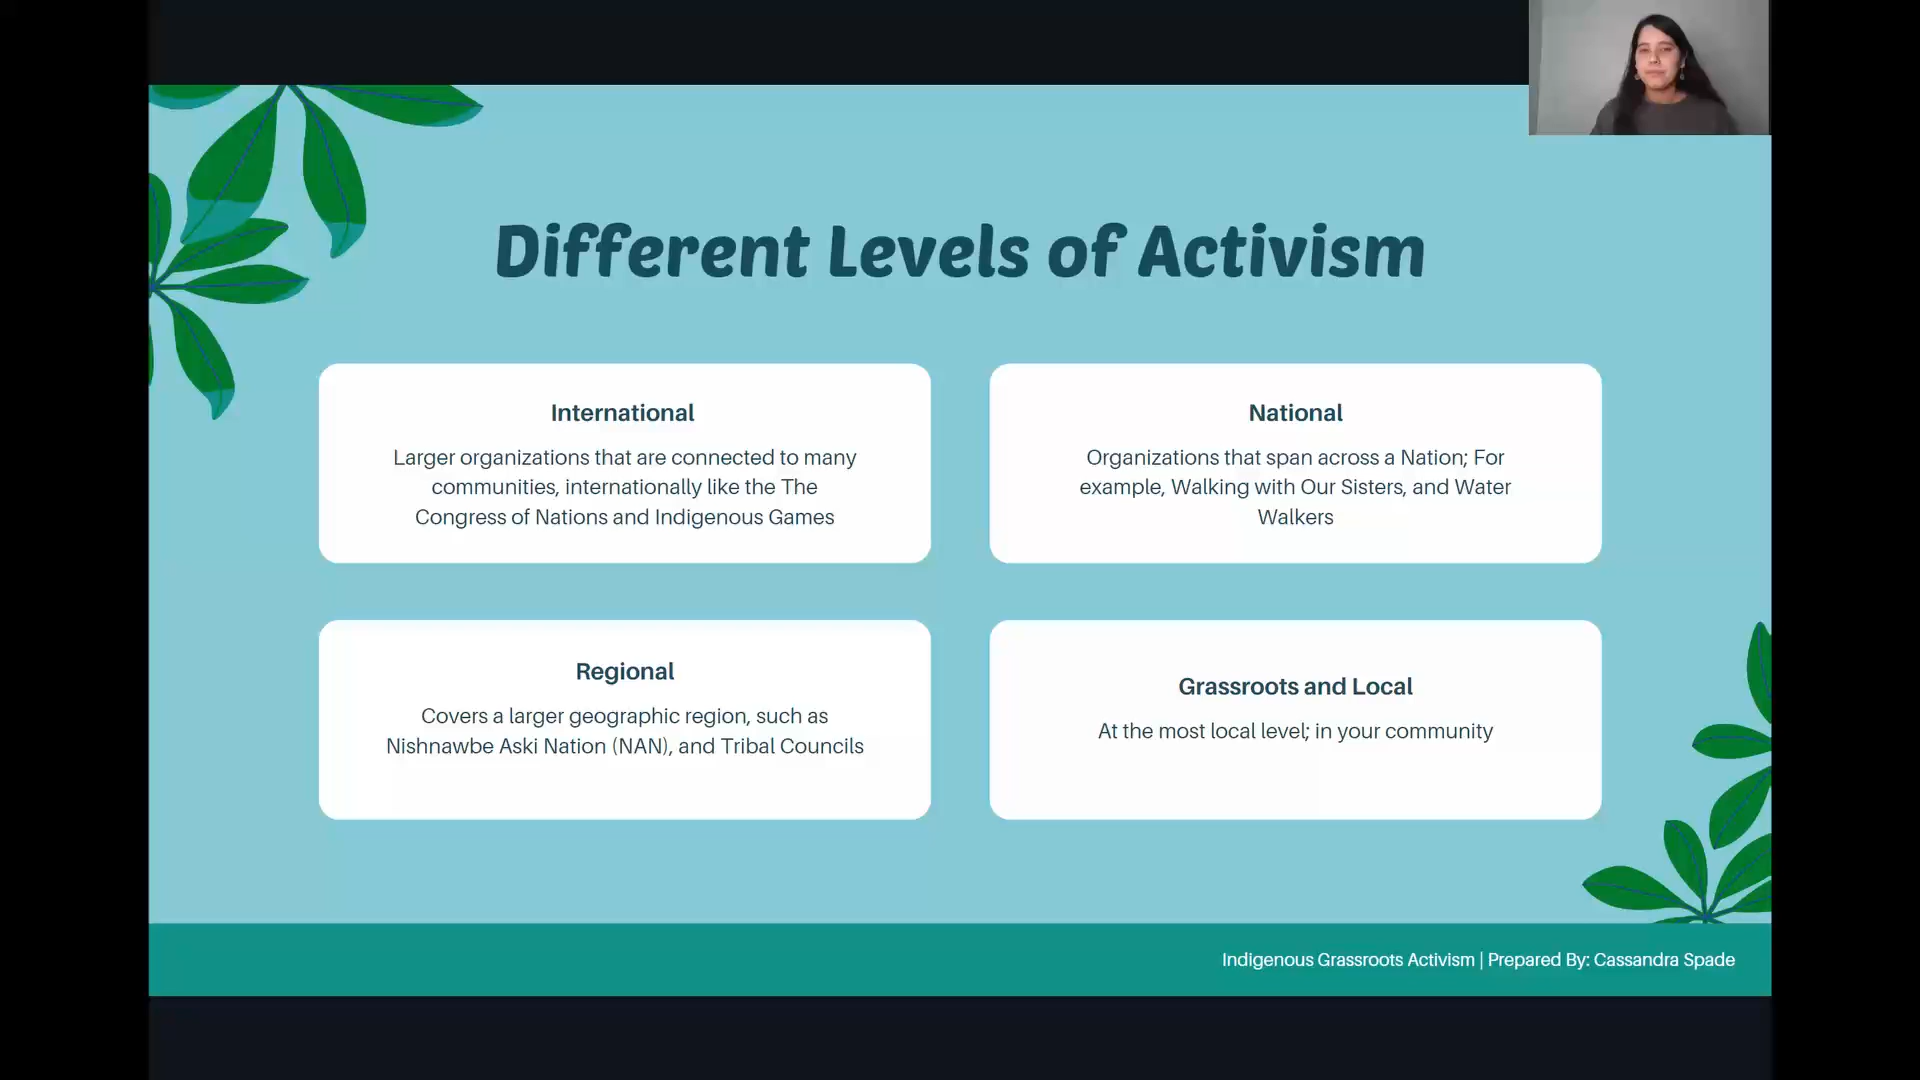 Different Levels of Activism
International
Larger organizations that are connected to many
communities, internationally like the The
Congress of Nations and Indigenous Games
National
Organizations that span across a Nation; For
example, Walking with Our Sisters, and Water
Walkers
Regional
Covers a larger geographic region, such as
Nishnawbe Aski Nation (NAN), and Tribal Councils
Grassroots and Local
At the most local level; in your community
Indigenous Grassroots Activism | Prepared By: Cassandra Spade